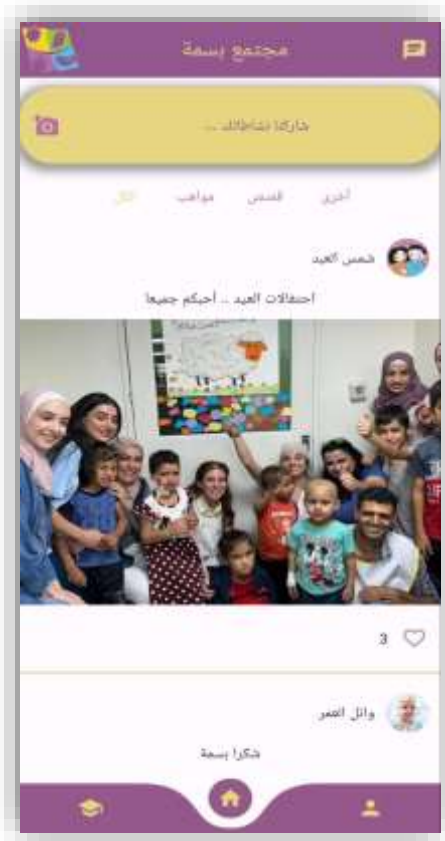 مجتمع بسمة
شاركنا نشاطاتك ...
الكل مواهب قصص أخرى
شمس العيد
احتفالات العيد .. أحبكم جميعا
3
وائل العمر
شكرا بسمة